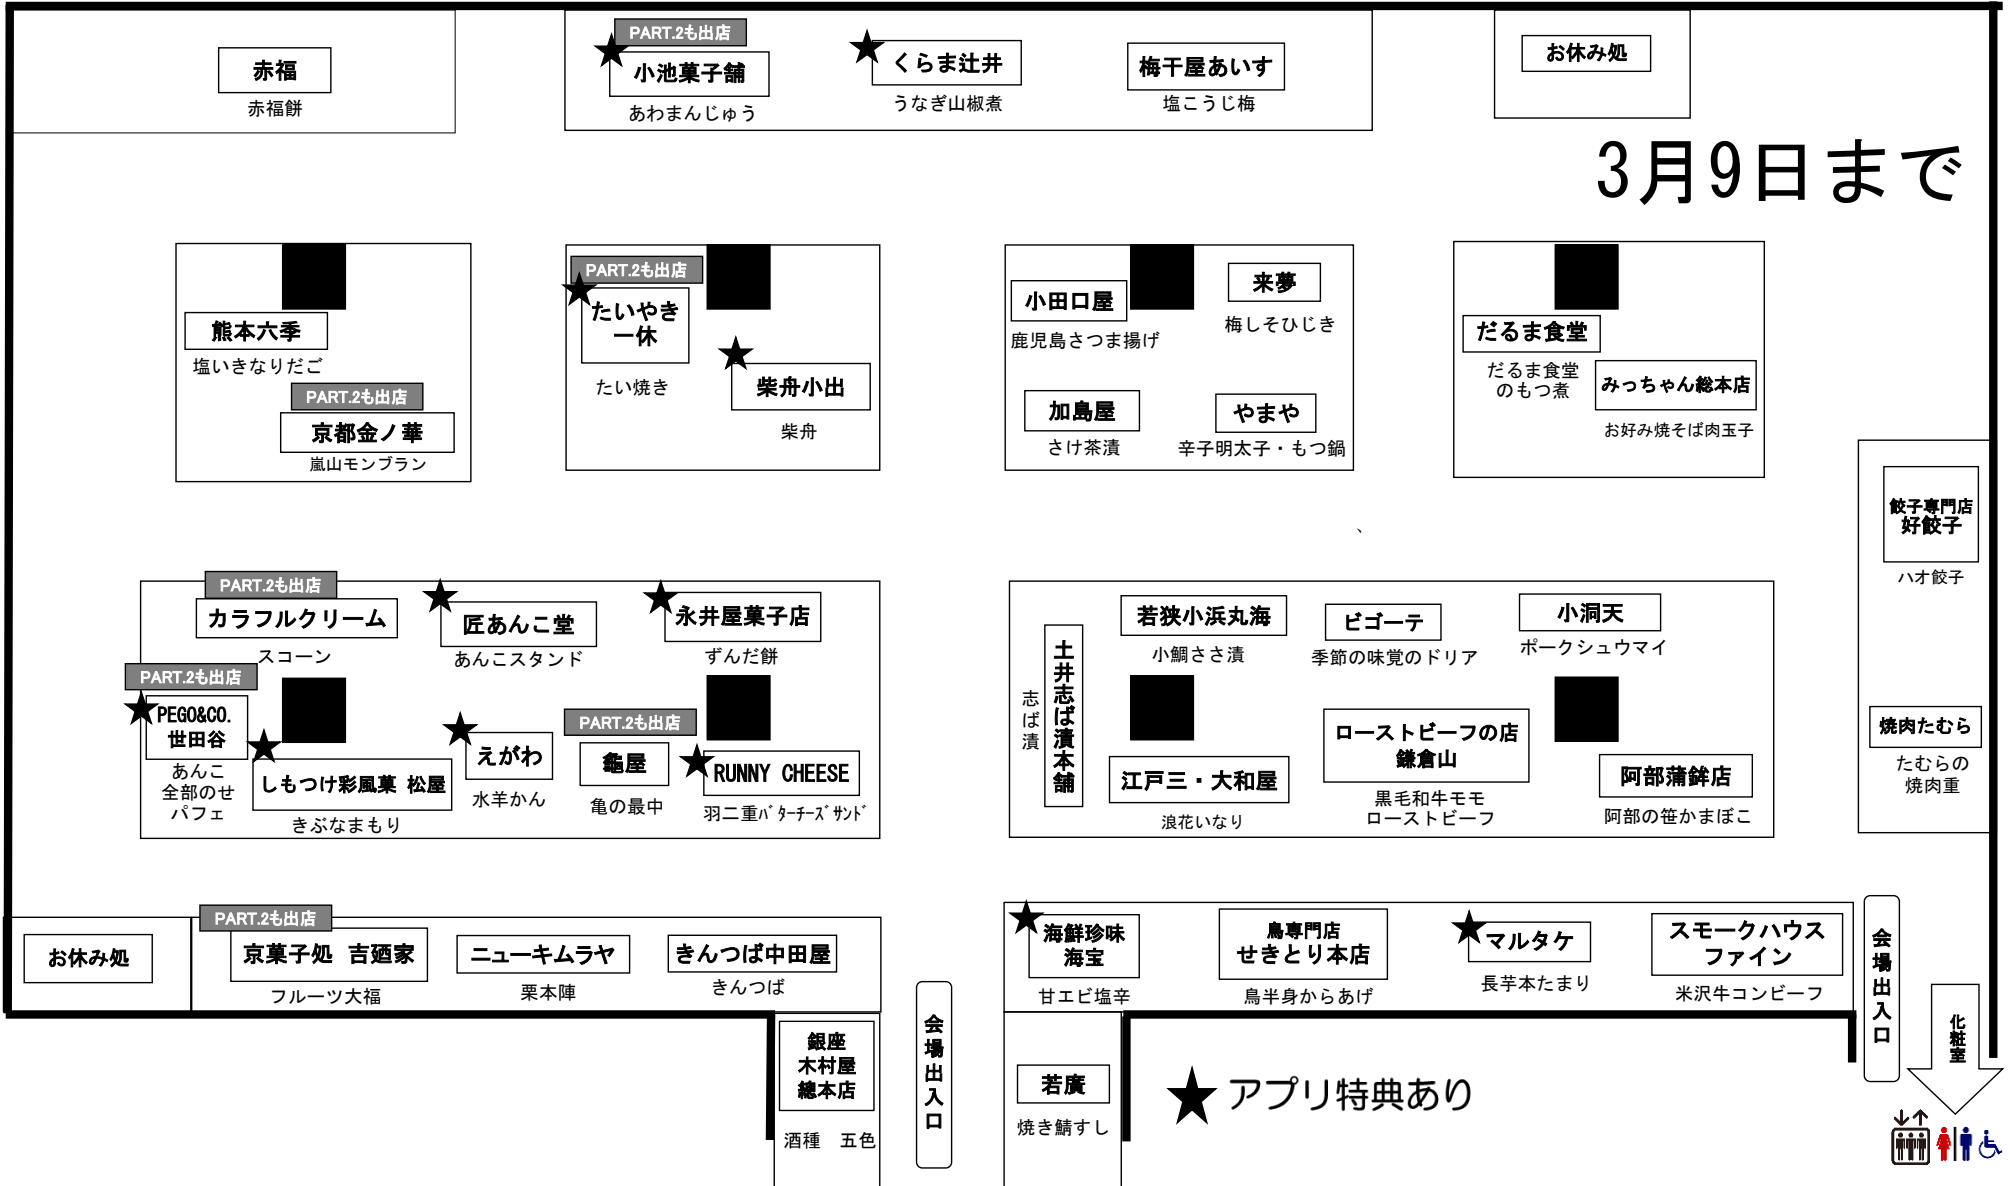 赤福
赤福餅
PART.2も出店
★
小池菓子舗
あわまんじゅう
★
くらま辻井
うなぎ山椒煮
梅干屋あいす
塩こうじ梅
お休み処
3月9日まで
熊本六季
塩いきなりだご
PART.2も出店
京都金ノ華
嵐山モンブラン
PART.2も出店
★
たいやき
一休
たい焼き
★
柴舟小出
柴舟
小田口屋
鹿児島さつま揚げ
来夢
梅しそひじき
加島屋
さけ茶漬
やまや
辛子明太子・もつ鍋
だるま食堂
だるま食堂
のもつ煮
みっちゃん総本店
お好み焼そば肉玉子
餃子専門店
好餃子
ハオ餃子
、
PART.2も出店
カラフルクリーム
スコーン
★
匠あんこ堂
あんこスタンド
★
永井屋菓子店
ずんだ餅
PART.2も出店
★
PEGO&CO.
世田谷
あんこ
全部のせ
パフェ
★
しもつけ彩風菓 松屋
きぶなまもり
★
えがわ
水羊かん
PART.2も出店
龜屋
亀の最中
★
RUNNY CHEESE
羽二重バターチーズサンド
土井志ば漬本舗
志ば漬
若狭小浜丸海
小鯛ささ漬
ビゴーテ
季節の味覚のドリア
小洞天
ポークシュウマイ
江戸三・大和屋
浪花いなり
ローストビーフの店
鎌倉山
黒毛和牛モモ
ローストビーフ
阿部蒲鉾店
阿部の笹かまぼこ
焼肉たむら
たむらの
焼肉重
お休み処
PART.2も出店
京菓子処 吉廼家
フルーツ大福
ニューキムラヤ
栗本陣
きんつば中田屋
きんつば
銀座
木村屋
總本店
酒種 五色
会場出入口
★
海鮮珍味
海宝
甘エビ塩辛
鳥専門店
せきとり本店
鳥半身からあげ
★
マルタケ
長芋本たまり
スモークハウス
ファイン
米沢牛コンビーフ
若廣
焼き鯖すし
★アプリ特典あり
会場出入口
化粧室